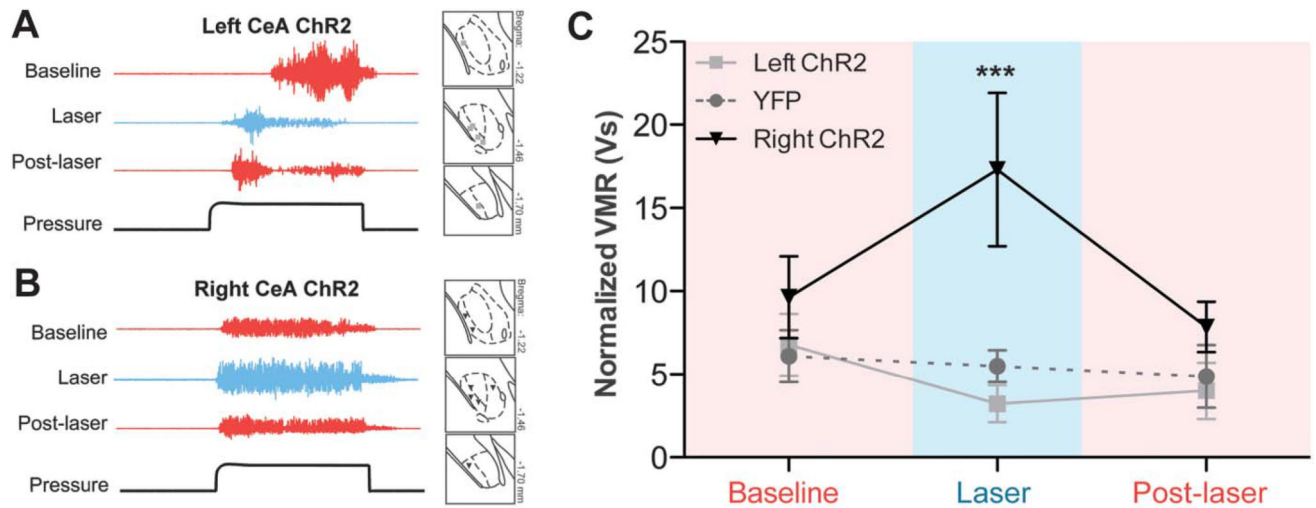 A
Left CeA ChR2
Baseline
Laser
Post-laser
Pressure
Bregma:
-1.22
-1.46
-1.70 mm
B
Right CeA ChR2
Baseline
Laser
Post-laser
Pressure
Bregma:
-1.22
-1.46
-1.70 mm
C
Normalized VMR (Vs)
25
20
15
10
5
0
Left ChR2
YFP
Right ChR2
***
Baseline
Laser
Post-laser